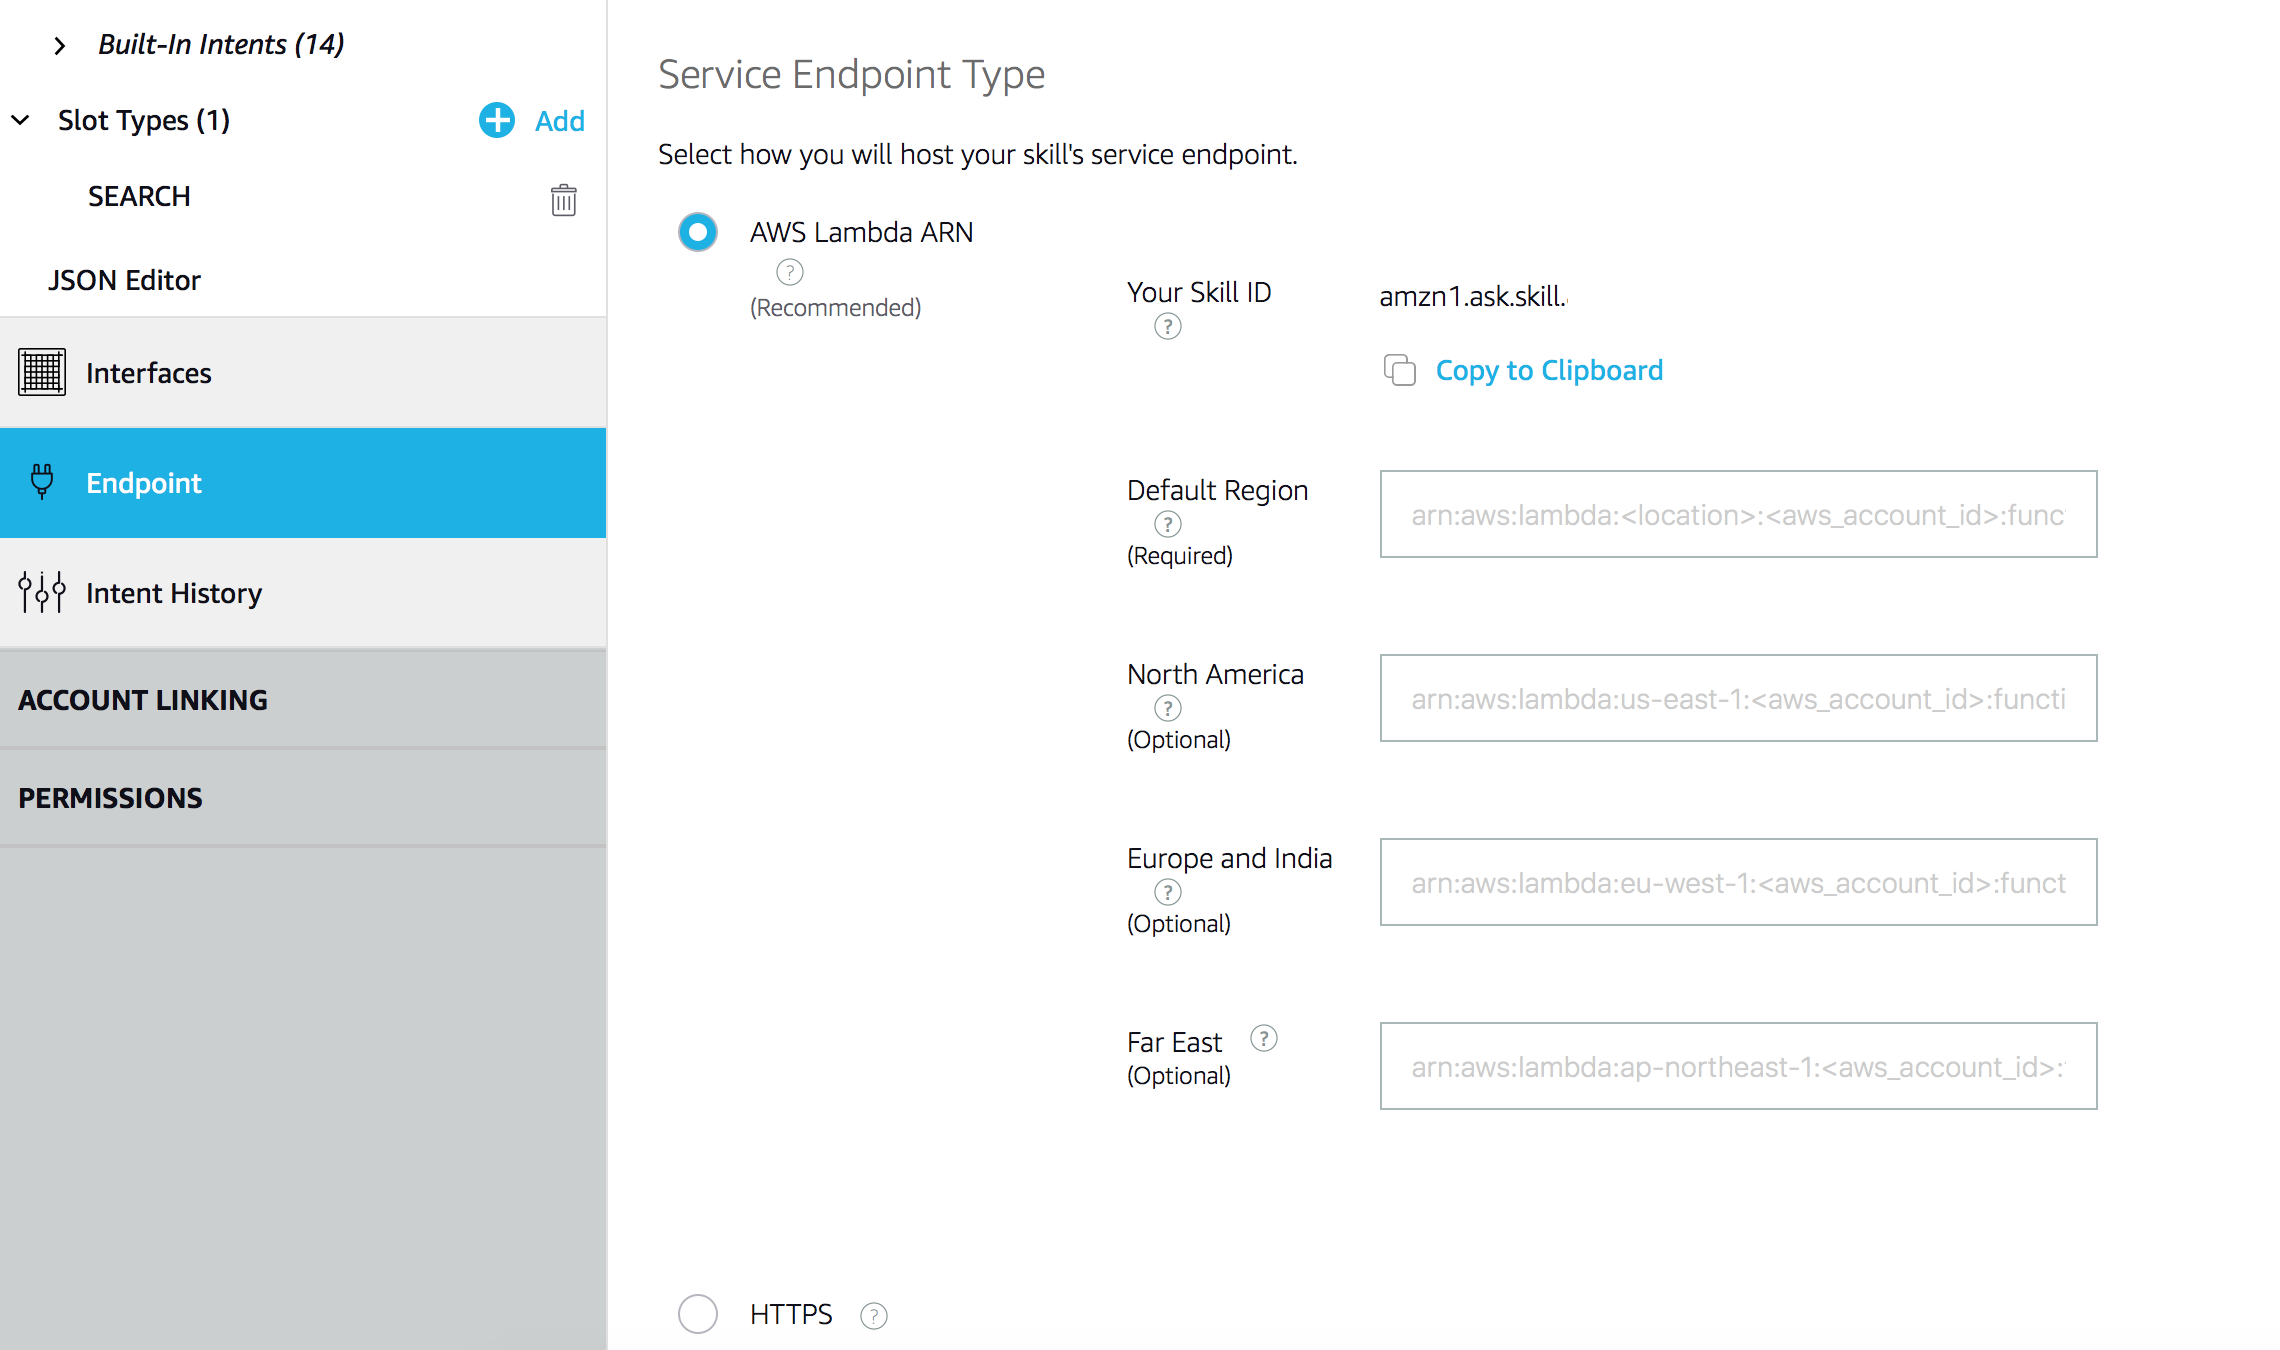 Built-In Intents (14)
Slot Types (1)
Add
SEARCH
JSON Editor
Interfaces
Endpoint
Intent History
ACCOUNT LINKING
PERMISSIONS
Service Endpoint Type
Select how you will host your skill's service endpoint.
AWS Lambda ARN
?
(Recommended)
Your Skill ID
?
amzn1.ask.skill.
Copy to Clipboard
Default Region
?
(Required)
arn:aws:lambda:<location>:<aws_account_id>:func
North America
?
(Optional)
arn:aws:lambda:us-east-1:<aws_account_id>:functi
Europe and India
?
(Optional)
arn:aws:lambda:eu-west-1:<aws_account_id>:funct
Far East ?
(Optional)
arn:aws:lambda:ap-northeast-1:<aws_account_id>:
HTTPS ?